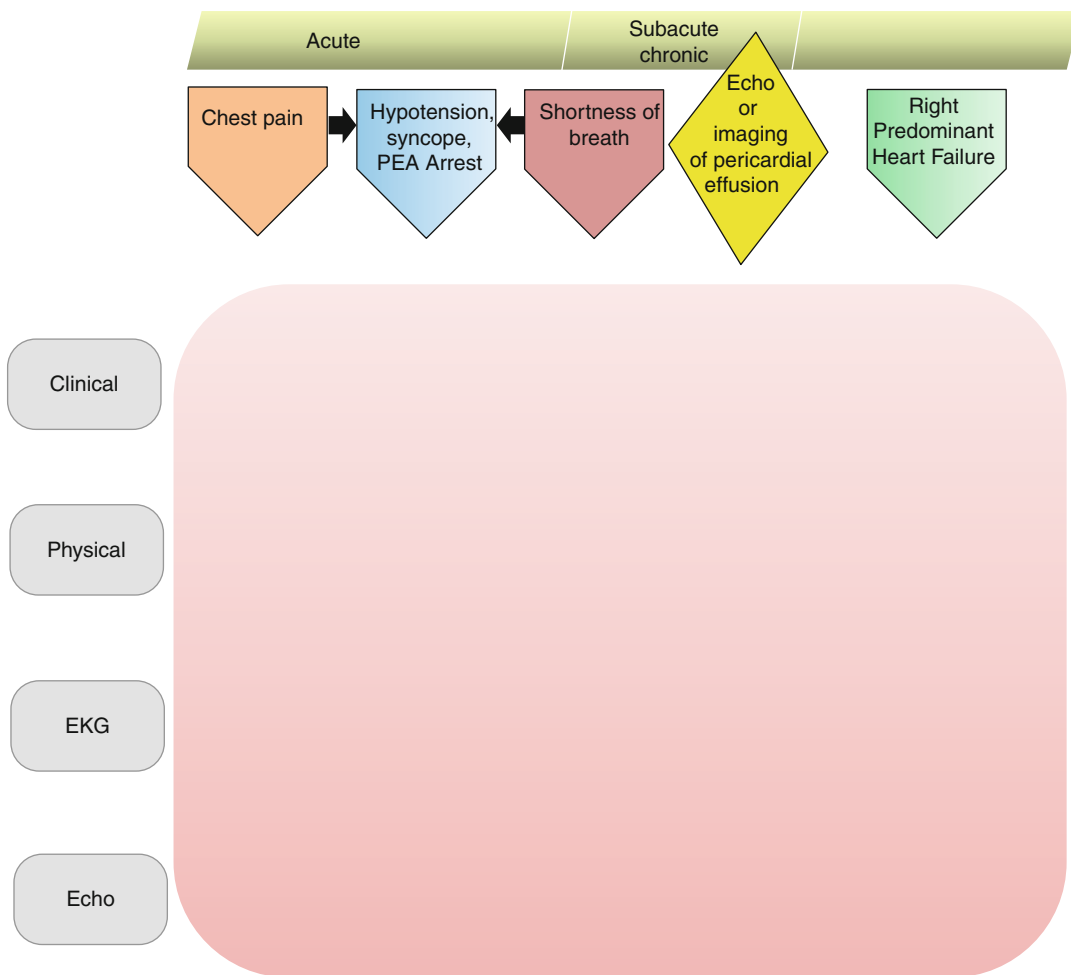 Acute
Subacute
chronic
Chest pain
Hypotension,
syncope,
PEA Arrest
Shortness of
breath
Echo
or
imaging
of pericardial
effusion
Right
Predominant
Heart Failure
Clinical
Physical
EKG
Echo